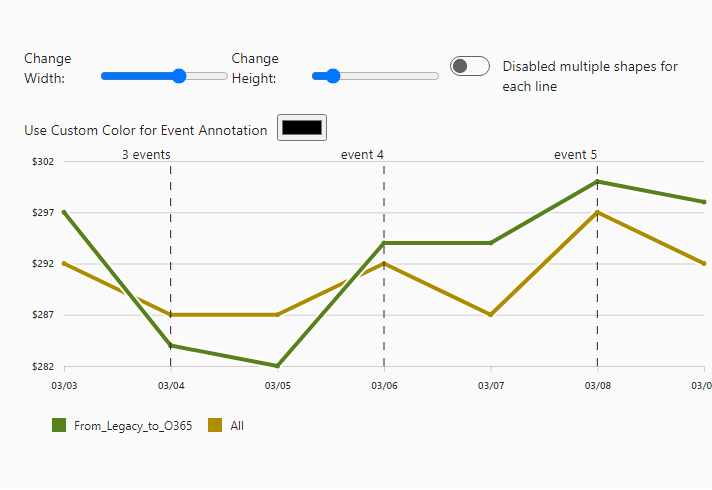 Change Width:
Change Height:
Disabled multiple shapes for
each line
Use Custom Color for Event Annotation
3 events
event 4
event 5
$302
$297
$292
$287
$282
03/03
03/04
03/05
03/06
03/07
03/08
03/0
From_Legacy_to_O365
All